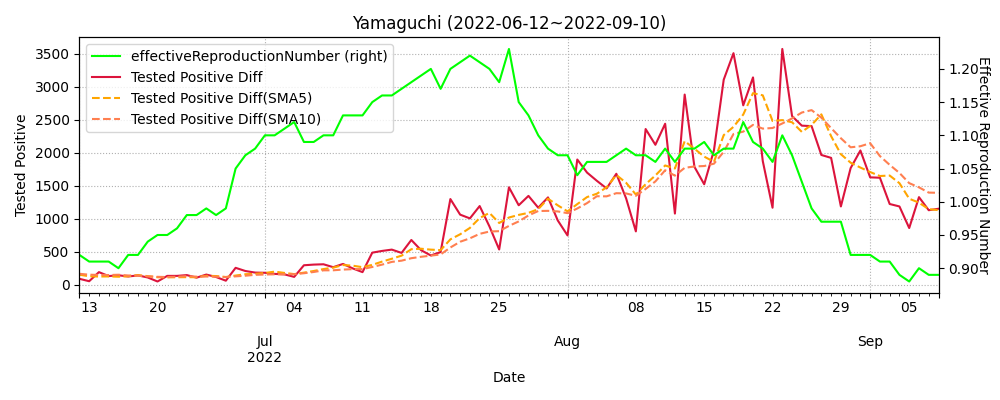 Yamaguchi (2022-06-12~2022-09-10)
effectiveReproductionNumber (right)
Tested Positive Diff
Tested Positive Diff(SMA5)
Tested Positive Diff(SMA10)
Tested Positive
3500
3000
2500
2000
1500
1000
500
0
1.20
1.15
1.10
1.05
1.00
0.95
0.90
Effective Reproduction Number
13 20 27 04 11 18 25 08 15 22 29 05
Jul Aug Sep
2022
Date